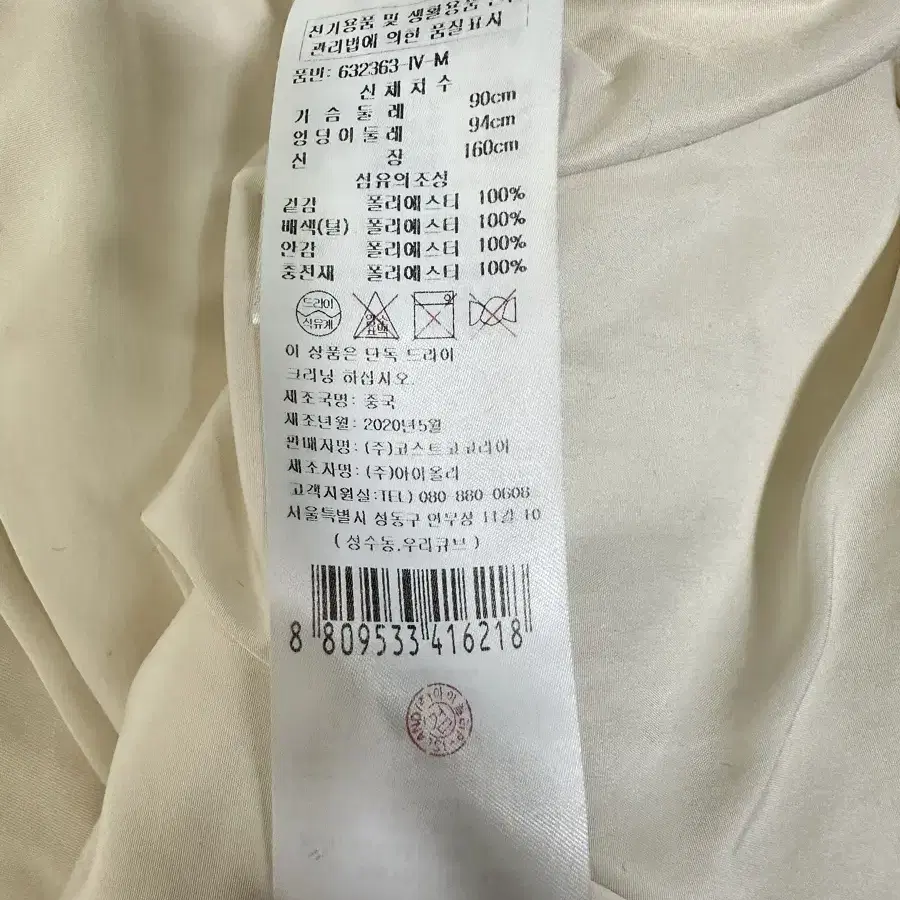 전기용품 및 생활용품
관리법에 의한 품질표시
품번: 632363-IV-M
신체치수
가슴둘레 90cm
엉덩이둘레 94cm
신장 160cm
섬유의조성
겉감 폴리에스터 100%
배색(털) 폴리에스터 100%
안감 폴리에스터 100%
충전재 폴리에스터 100%
드라이
석유계
염소
표백
이 상품은 단독 드라이
크리닝 하십시오.
제조국명: 중국
제조년월: 2020년5월
판매자명: (주)코스트코코리아
제조자명: (주)아이올리
고객지원실:TEL) 080-880-0608
서울특별시 성동구 연무장 11길 10
(성수동,우리큐브)
8 809533 416218